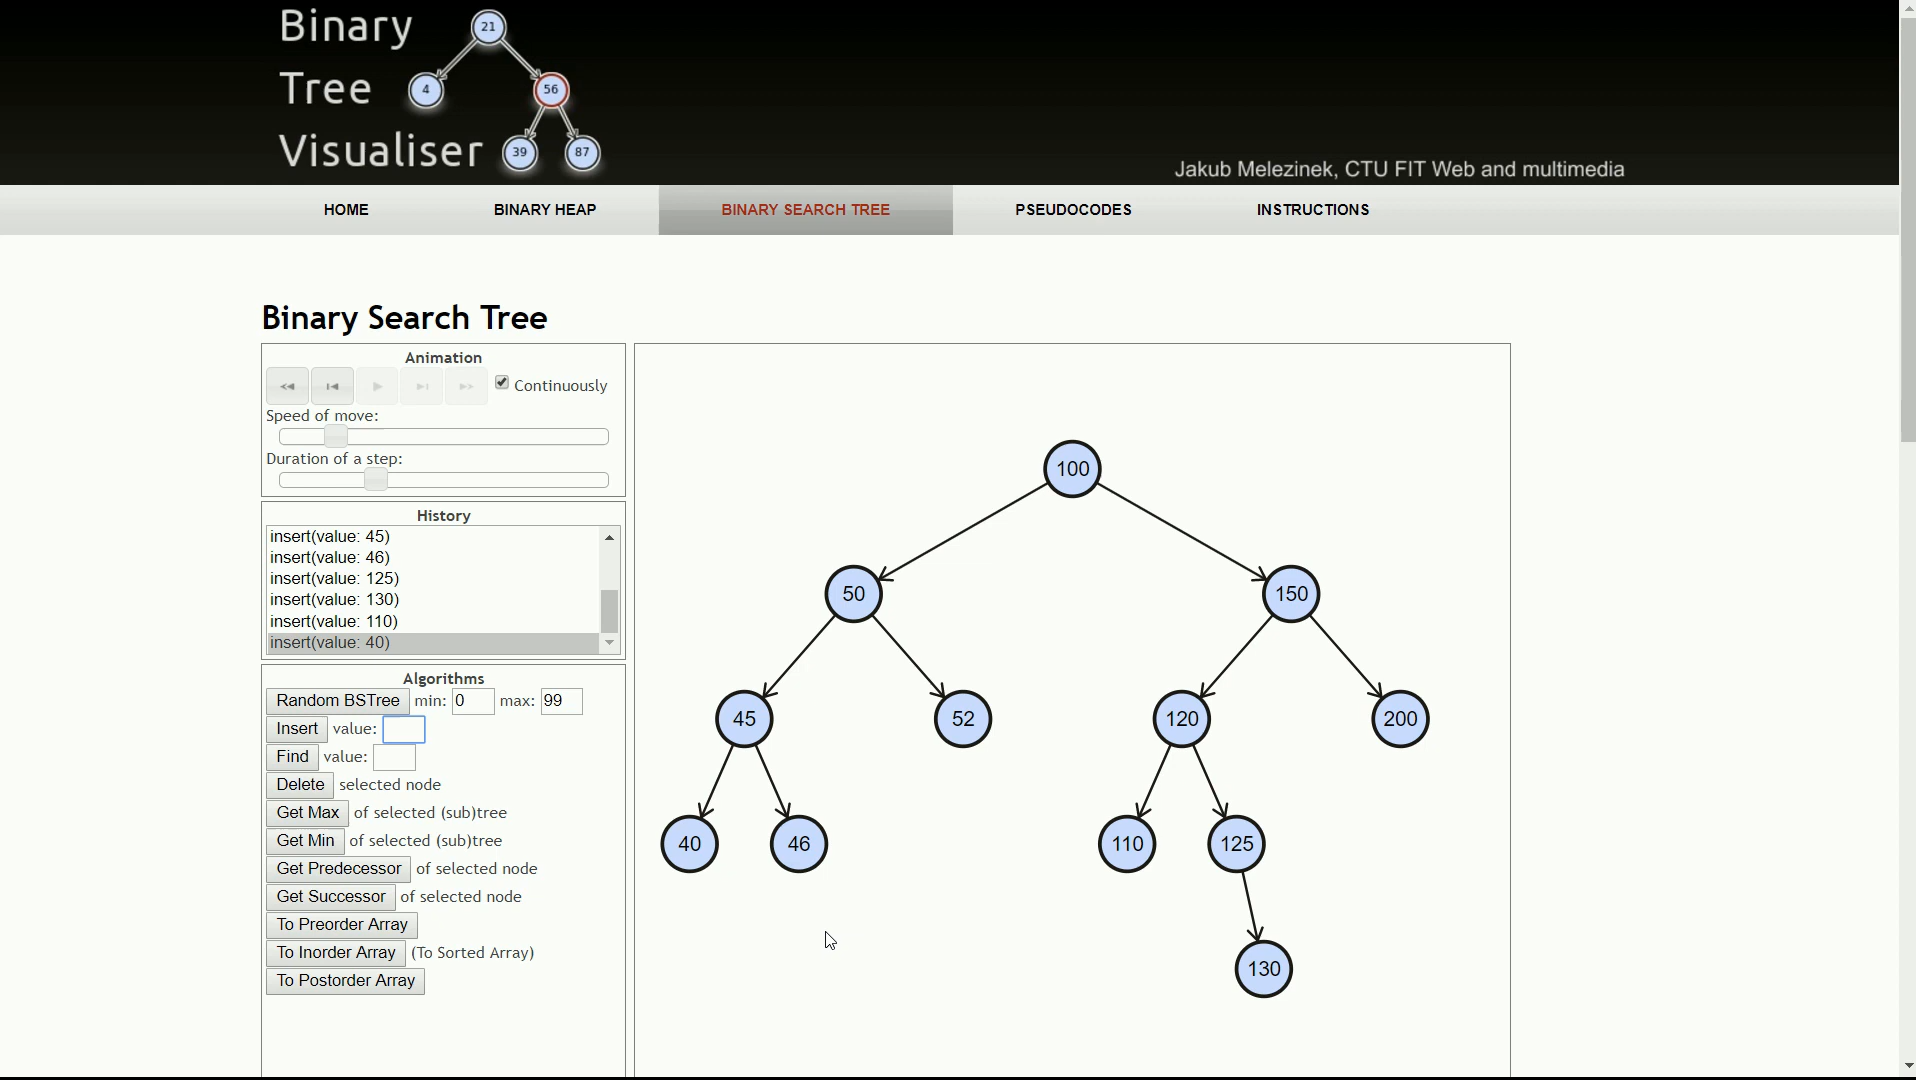 Binary
21
Tree
4
56
Visualiser
39
87
Jakub Melezinek, CTU FIT Web and multimedia
HOME BINARY HEAP BINARY SEARCH TREE PSEUDOCODES INSTRUCTIONS
Binary Search Tree
Animation
Continuously
Speed of move:
Duration of a step:
History
insert(value: 45)
insert(value: 46)
insert(value: 125)
insert(value: 130)
insert(value: 110)
insert(value: 40)
Algorithms
Random BSTree min: 0 max: 99
Insert value:
Find value:
Delete selected node
Get Max of selected (sub)tree
Get Min of selected (sub)tree
Get Predecessor of selected node
Get Successor of selected node
To Preorder Array
To Inorder Array (To Sorted Array)
To Postorder Array
100
50 150
45 52 120 200
40 46 110 125
130